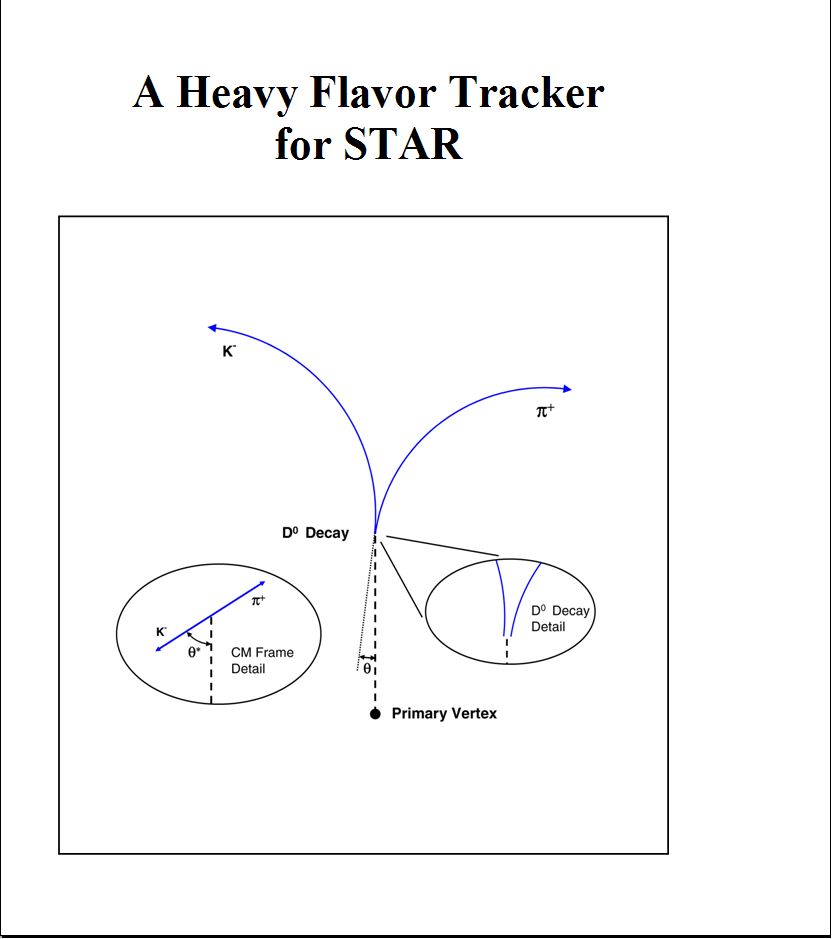 A Heavy Flavor Tracker
for STAR
K⁻
π⁺
D⁰ Decay
π⁺
K⁻
θ*
CM Frame
Detail
D⁰ Decay
Detail
θ
Primary Vertex